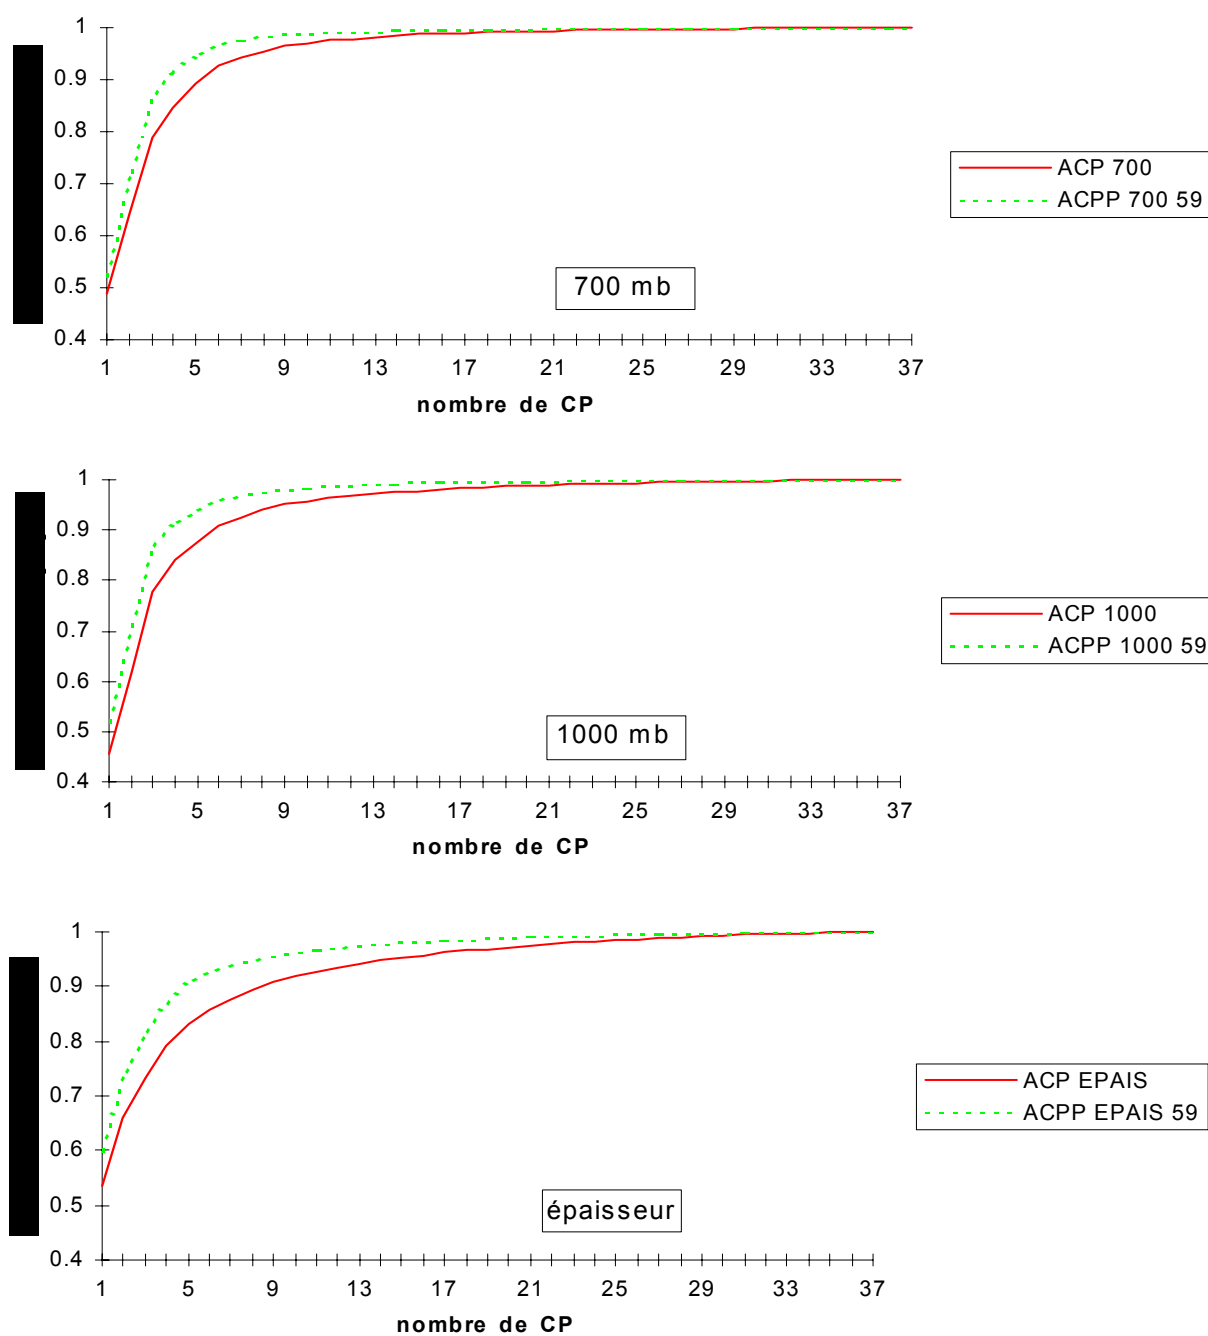 1
0.9
0.8
0.7
0.6
0.5
0.4
1 5 9 13 17 21 25 29 33 37
nombre de CP
700 mb
ACP 700
ACPP 700 59
1
0.9
0.8
0.7
0.6
0.5
0.4
1 5 9 13 17 21 25 29 33 37
nombre de CP
1000 mb
ACP 1000
ACPP 1000 59
1
0.9
0.8
0.7
0.6
0.5
0.4
1 5 9 13 17 21 25 29 33 37
nombre de CP
épaisseur
ACP EPAIS
ACPP EPAIS 59